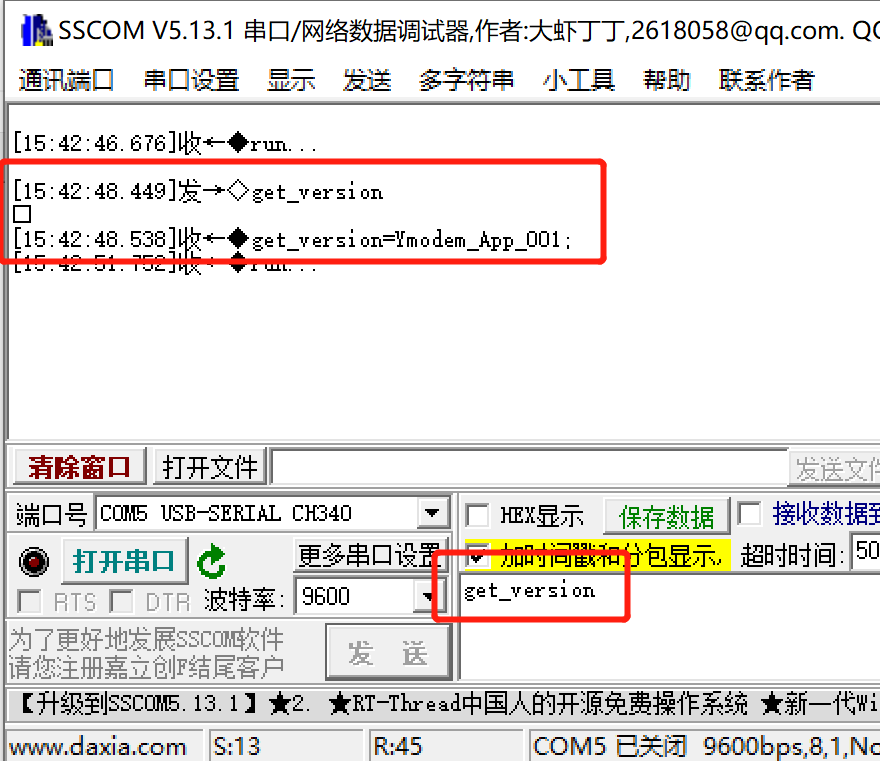 SSCOM V5.13.1 串口/网络数据调试器,作者:大虾丁丁,2618058@qq.com. QQ
通讯端口 串口设置 显示 发送 多字符串 小工具 帮助 联系作者
[15:42:46.676]收←◆run...
[15:42:48.449]发→◇get_version
□
[15:42:48.538]收←◆get_version=Ymodem_App_001;
[15:42:51.752]收←◆run...
清除窗口 打开文件 发送文件
端口号 COM5 USB-SERIAL CH340 HEX显示 保存数据 接收数据到
打开串口 更多串口设置 加时间戳和分包显示, 超时时间: 50
RTS DTR 波特率: 9600 get_version
为了更好地发展SSCOM软件
请您注册嘉立创F结尾客户
发 送
【升级到SSCOM5.13.1】★2. ★RT-Thread中国人的开源免费操作系统 ★新一代Wi
www.daxia.com S:13 R:45 COM5 已关闭 9600bps,8,1,No